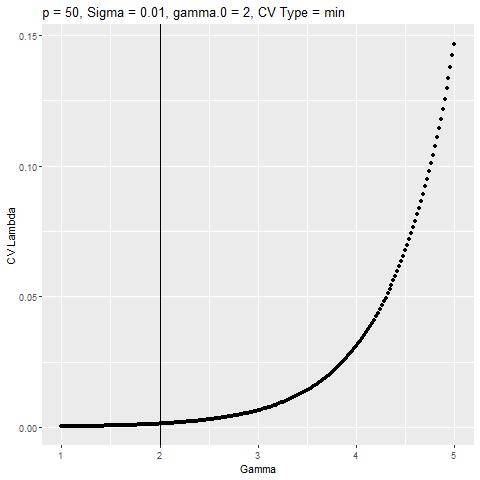 p = 50, Sigma = 0.01, gamma.0 = 2, CV Type = min
0.15
0.10
0.05
0.00
CV Lambda
1 2 3 4 5
Gamma